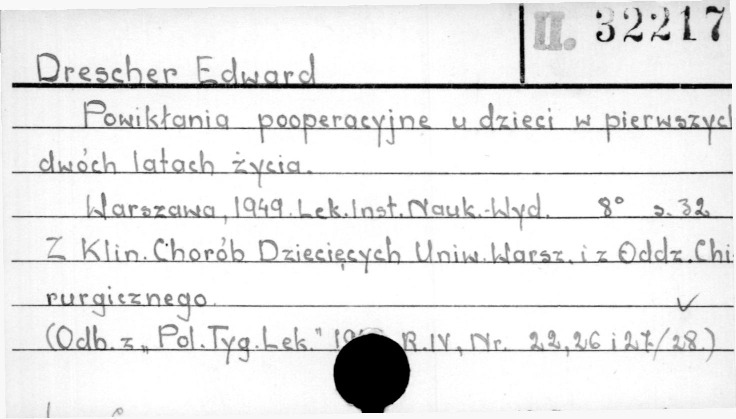 II. 32217
Drescher Edward
Powikłania pooperacyjne u dzieci w pierwszych
dwóch latach życia.
Warszawa, 1949. Lek. Inst. Nauk.-Wyd. 8° s. 32
Z Klin. Chorób Dziecięcych Uniw. Warsz. i z Oddz. Chi-
rurgicznego.
(Odb. z „Pol. Tyg. Lek." R. IV, Nr. 22, 26 i 27/28.)